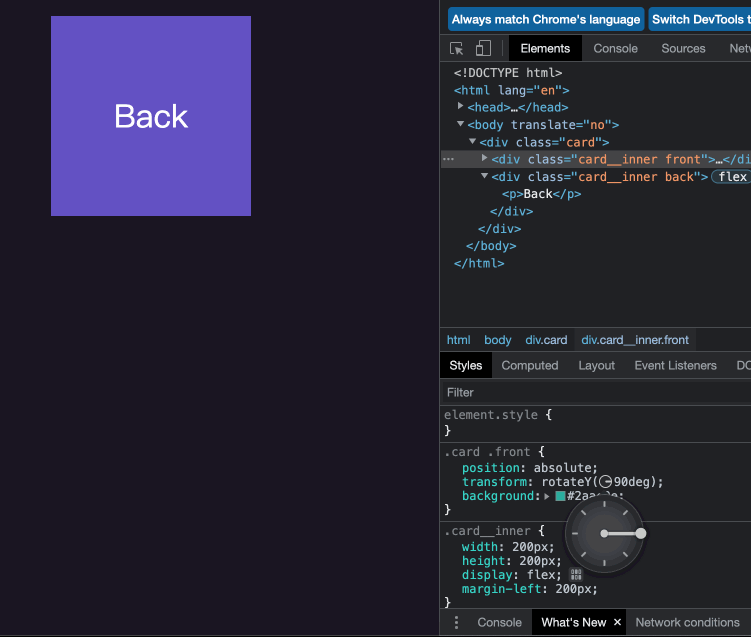 Back
Always match Chrome's language Switch DevTools t
Elements Console Sources Net
<!DOCTYPE html>
<html lang="en">
<head>…</head>
<body translate="no">
<div class="card">
<div class="card__inner front">…</di
<div class="card__inner back"> flex
<p>Back</p>
</div>
</div>
</body>
</html>
html body div.card div.card__inner.front
Styles Computed Layout Event Listeners DO
Filter
element.style {
}
.card .front {
position: absolute;
transform: rotateY(90deg);
background:
}
.card__inner {
width: 200px;
height: 200px;
display: flex;
margin-left: 200px;
}
Console What's New × Network conditions